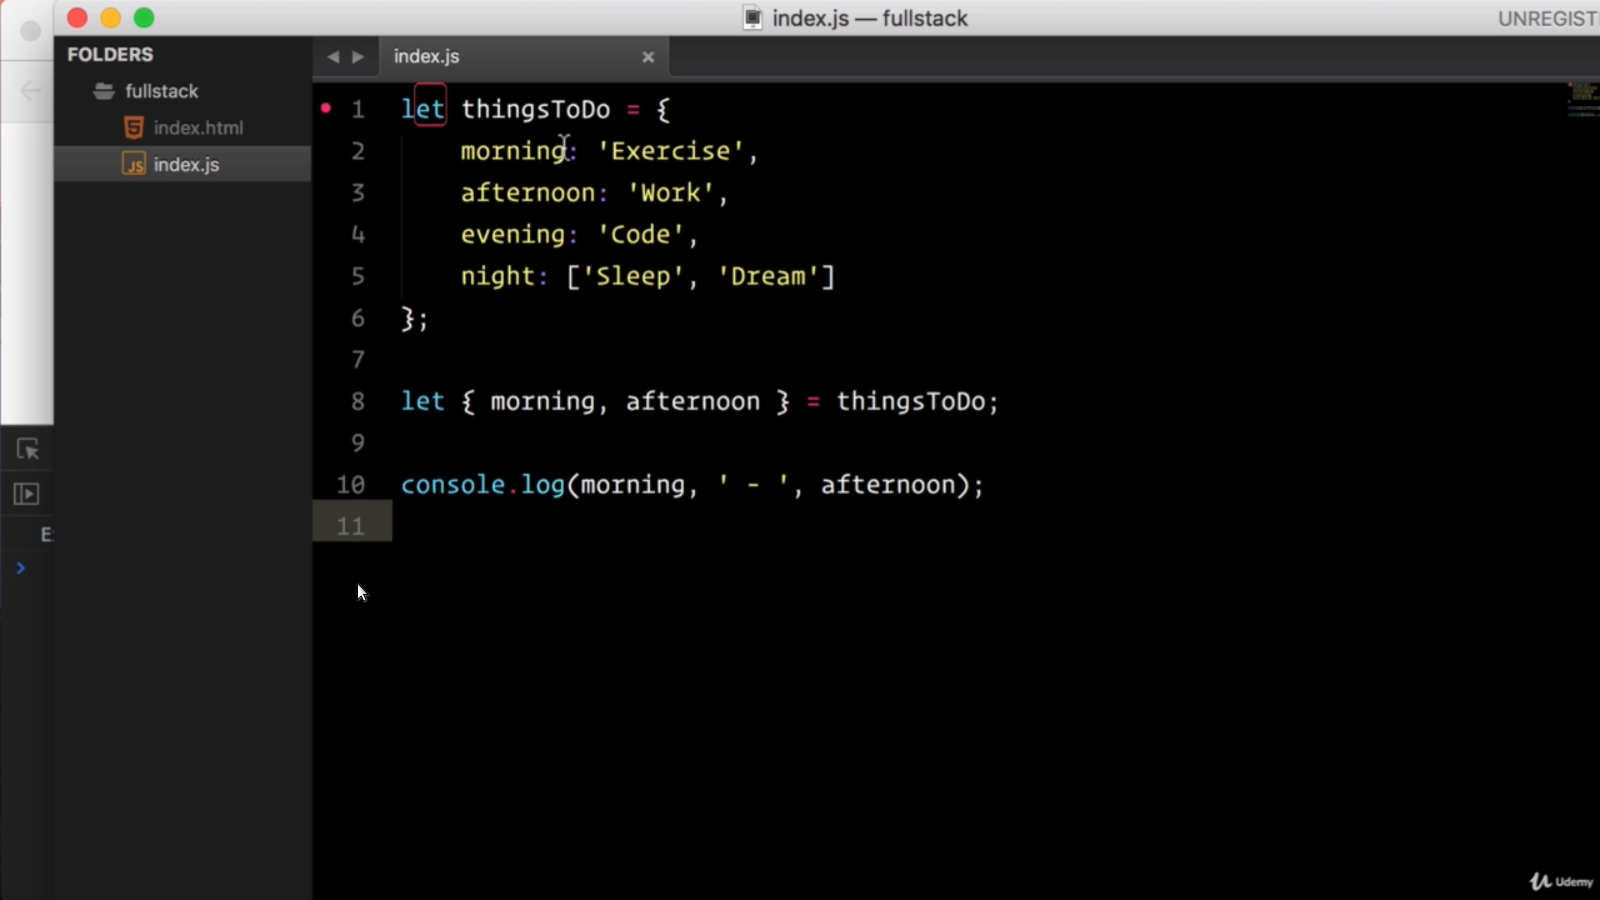 index.js — fullstack
UNREGIST
FOLDERS
fullstack
index.html
index.js
index.js
1 let thingsToDo = {
2 morning: 'Exercise',
3 afternoon: 'Work',
4 evening: 'Code',
5 night: ['Sleep', 'Dream']
6 };
7
8 let { morning, afternoon } = thingsToDo;
9
10 console.log(morning, ' - ', afternoon);
11
Udemy